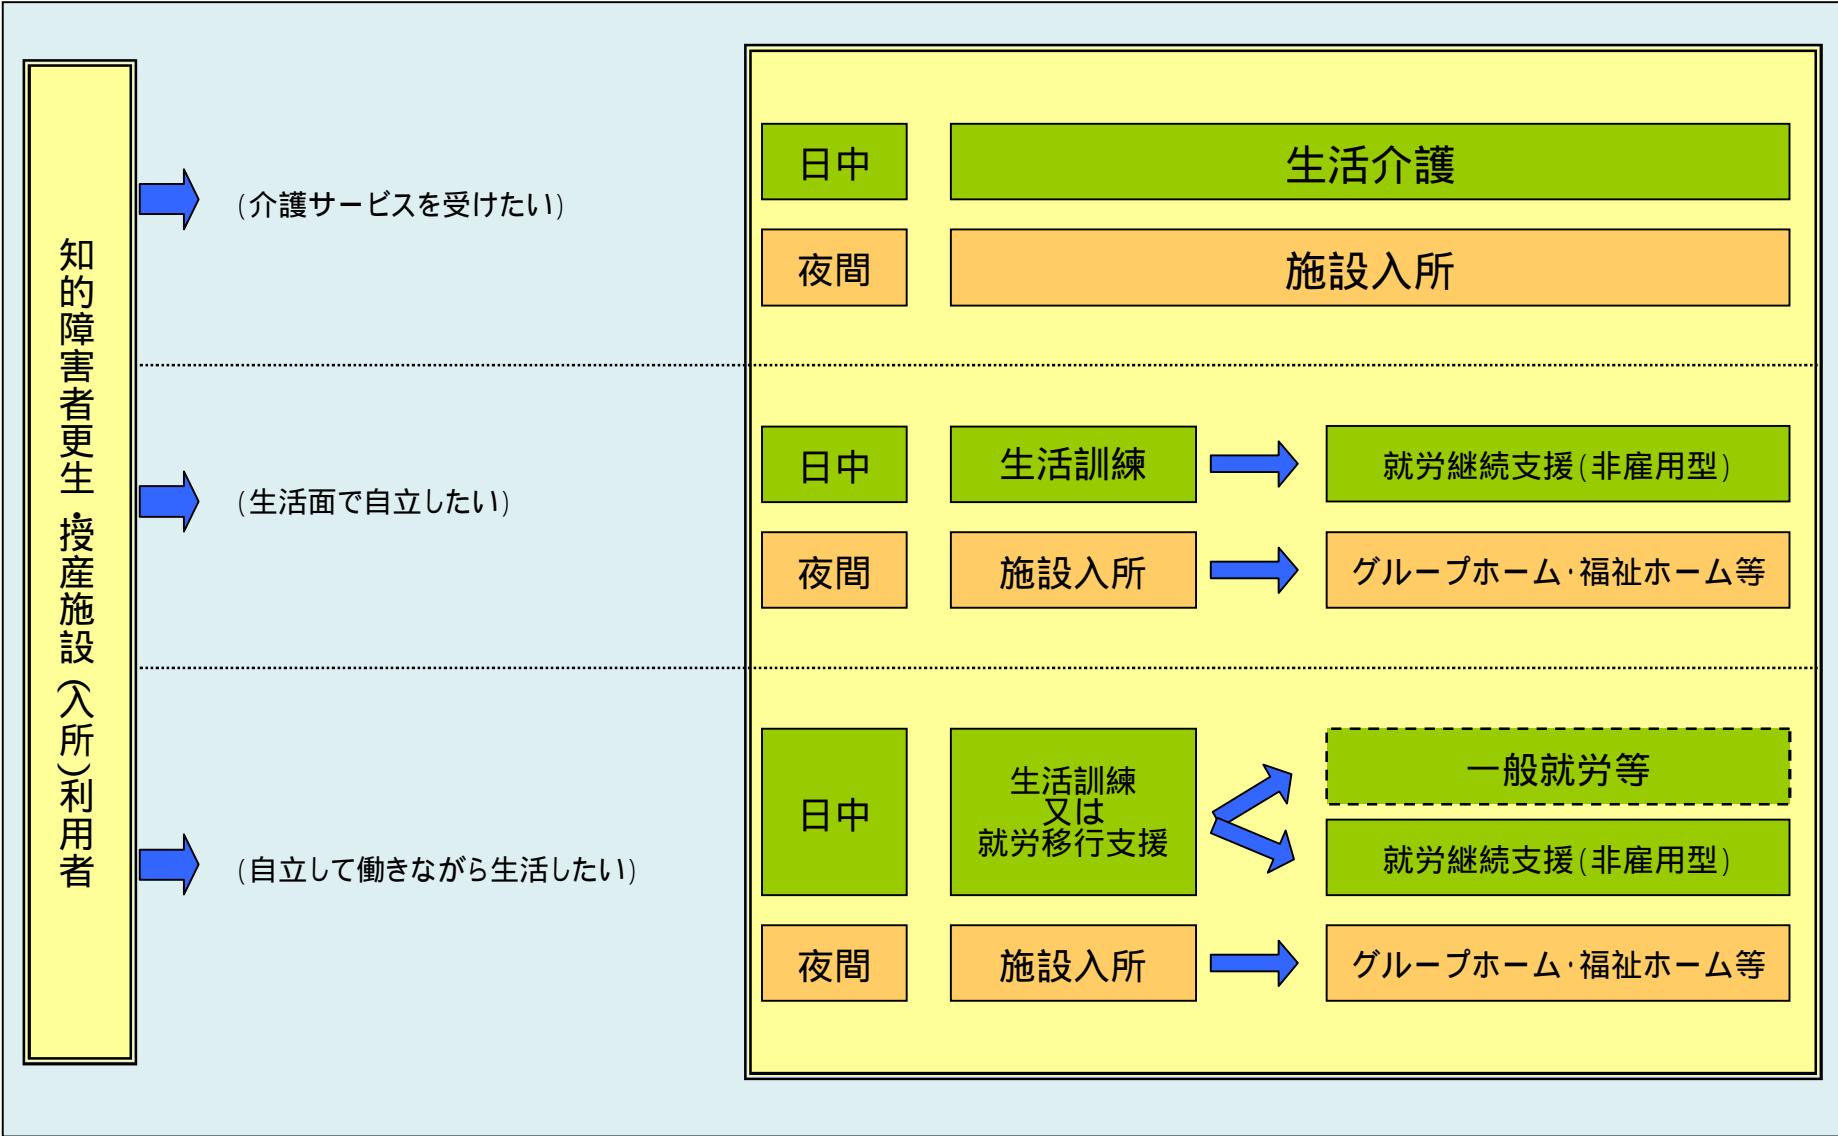 知的障害者更生・授産施設(入所)利用者
(介護サービスを受けたい)
日中
生活介護
夜間
施設入所
(生活面で自立したい)
日中
生活訓練
就労継続支援(非雇用型)
夜間
施設入所
グループホーム・福祉ホーム等
(自立して働きながら生活したい)
日中
生活訓練
又は
就労移行支援
一般就労等
就労継続支援(非雇用型)
夜間
施設入所
グループホーム・福祉ホーム等